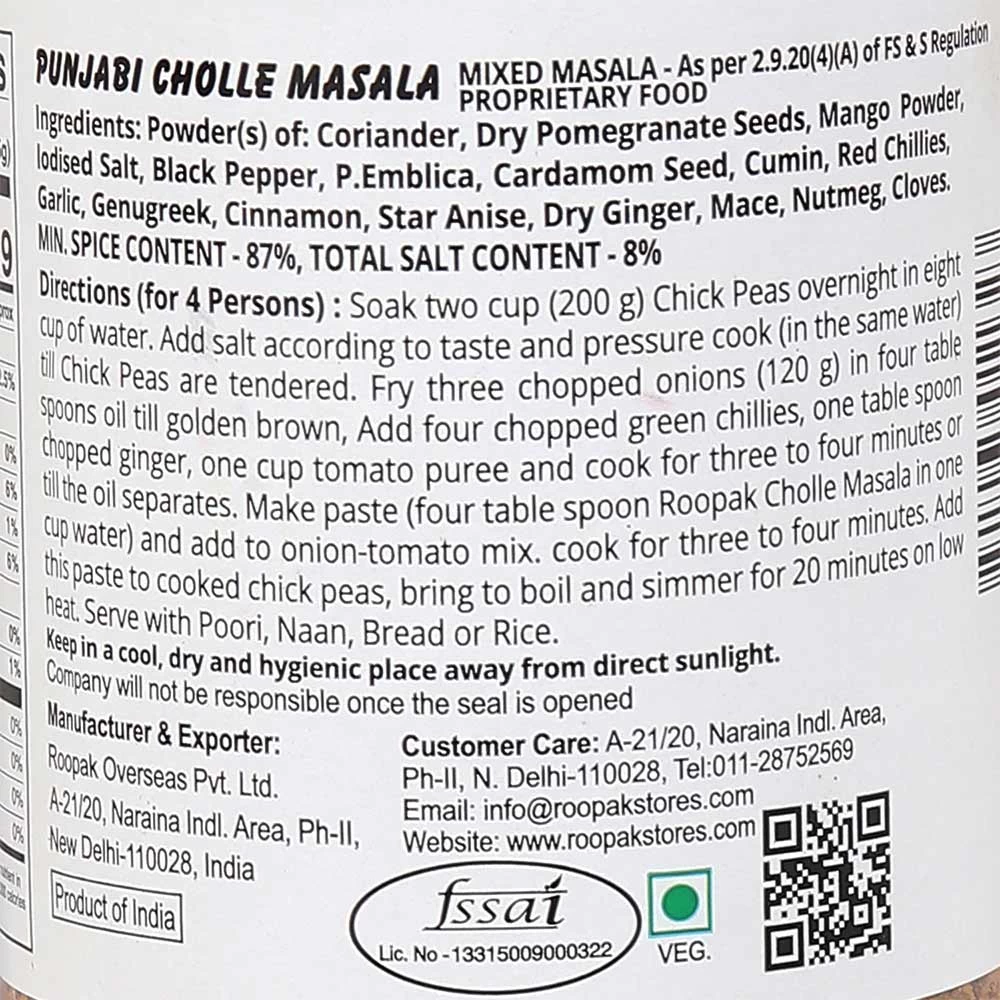 PUNJABI CHOLLE MASALA MIXED MASALA - As per 2.9.20(4)(A) of FS & S Regulation
PROPRIETARY FOOD
Ingredients: Powder(s) of: Coriander, Dry Pomegranate Seeds, Mango Powder,
Iodised Salt, Black Pepper, P.Emblica, Cardamom Seed, Cumin, Red Chillies,
Garlic, Genugreek, Cinnamon, Star Anise, Dry Ginger, Mace, Nutmeg, Cloves.
MIN. SPICE CONTENT - 87%, TOTAL SALT CONTENT - 8%
Directions (for 4 Persons) : Soak two cup (200 g) Chick Peas overnight in eight
cup of water. Add salt according to taste and pressure cook (in the same water)
till Chick Peas are tendered. Fry three chopped onions (120 g) in four table
spoons oil till golden brown, Add four chopped green chillies, one table spoon
chopped ginger, one cup tomato puree and cook for three to four minutes or
till the oil separates. Make paste (four table spoon Roopak Cholle Masala in one
cup water) and add to onion-tomato mix. cook for three to four minutes. Add
this paste to cooked chick peas, bring to boil and simmer for 20 minutes on low
heat. Serve with Poori, Naan, Bread or Rice.
Keep in a cool, dry and hygienic place away from direct sunlight.
Company will not be responsible once the seal is opened
Manufacturer & Exporter:
Roopak Overseas Pvt. Ltd.
A-21/20, Naraina Indl. Area, Ph-II,
New Delhi-110028, India
Product of India
Customer Care: A-21/20, Naraina Indl. Area,
Ph-II, N. Delhi-110028, Tel:011-28752569
Email: info@roopakstores.com
Website: www.roopakstores.com
fssai
Lic. No -13315009000322
VEG.
0%
6%
1%
6%
0%
1%
0%
0%
0%
0%